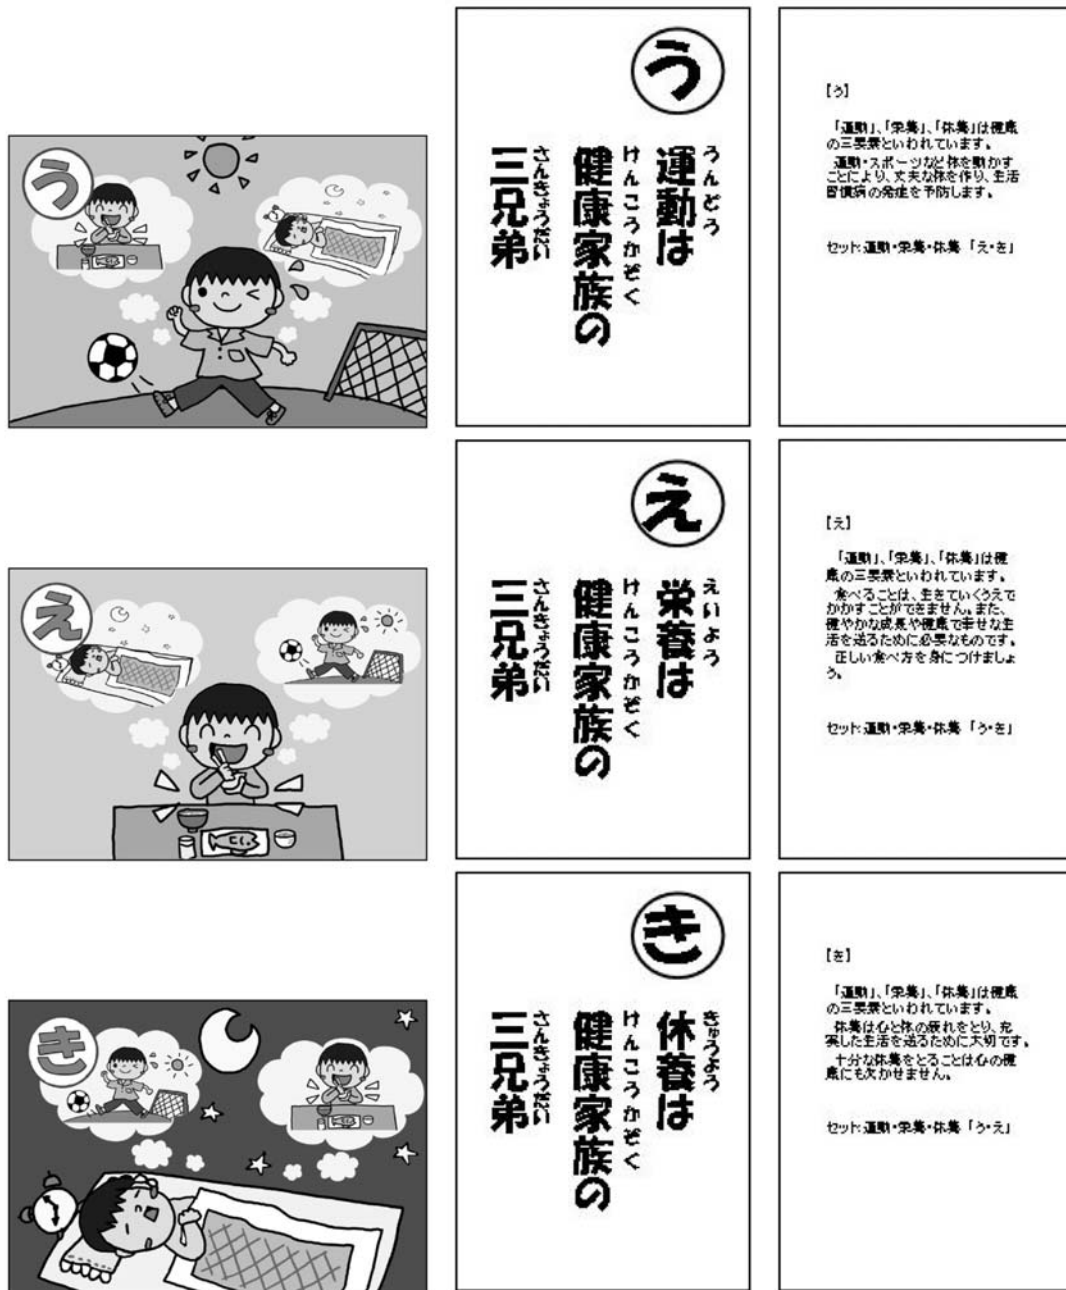 う
う
運動は
うんどう
健康家族の
けんこうかぞく
三兄弟
さんきょうだい
【う】
「運動」、「栄養」、「休養」は健康
の三要素といわれています。
運動・スポーツなど体を動かす
ことにより、丈夫な体を作り、生活
習慣病の発症を予防します。
セット:運動・栄養・休養 「え・き」
え
え
栄養は
えいよう
健康家族の
けんこうかぞく
三兄弟
さんきょうだい
【え】
「運動」、「栄養」、「休養」は健
康の三要素といわれています。
食べることは、生きていくうえで
かかすことができません。また、
健やかな成長や健康で幸せな生
活を送るために必要なものです。
正しい食べ方を身につけましょ
う。
セット:運動・栄養・休養 「う・き」
き
き
休養は
きゅうよう
健康家族の
けんこうかぞく
三兄弟
さんきょうだい
【き】
「運動」、「栄養」、「休養」は健康
の三要素といわれています。
休養は心と体の疲れをとり、充
実した生活を送るために大切です。
十分な休養をとることは心の健
康にも欠かせません。
セット:運動・栄養・休養 「う・え」